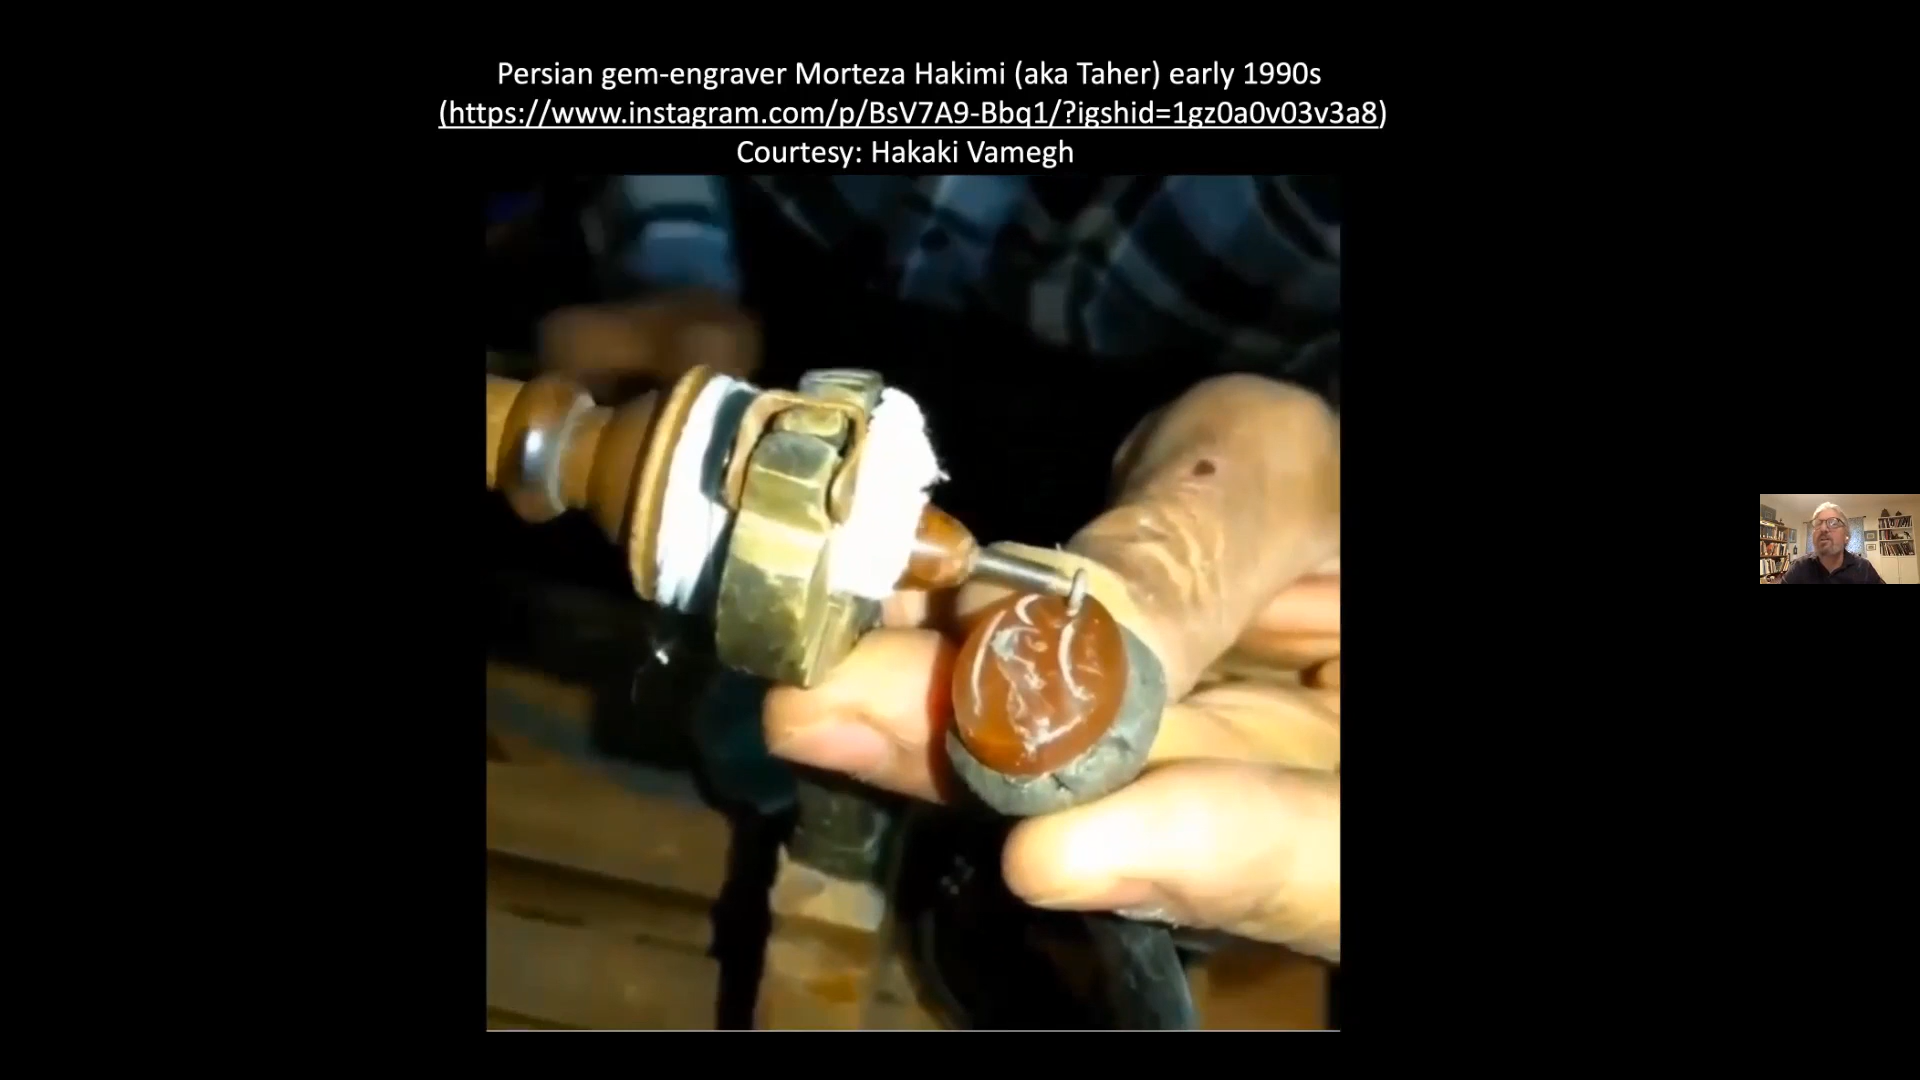 Persian gem-engraver Morteza Hakimi (aka Taher) early 1990s
(https://www.instagram.com/p/BsV7A9-Bbq1/?igshid=1gz0a0v03v3a8)
Courtesy: Hakaki Vamegh